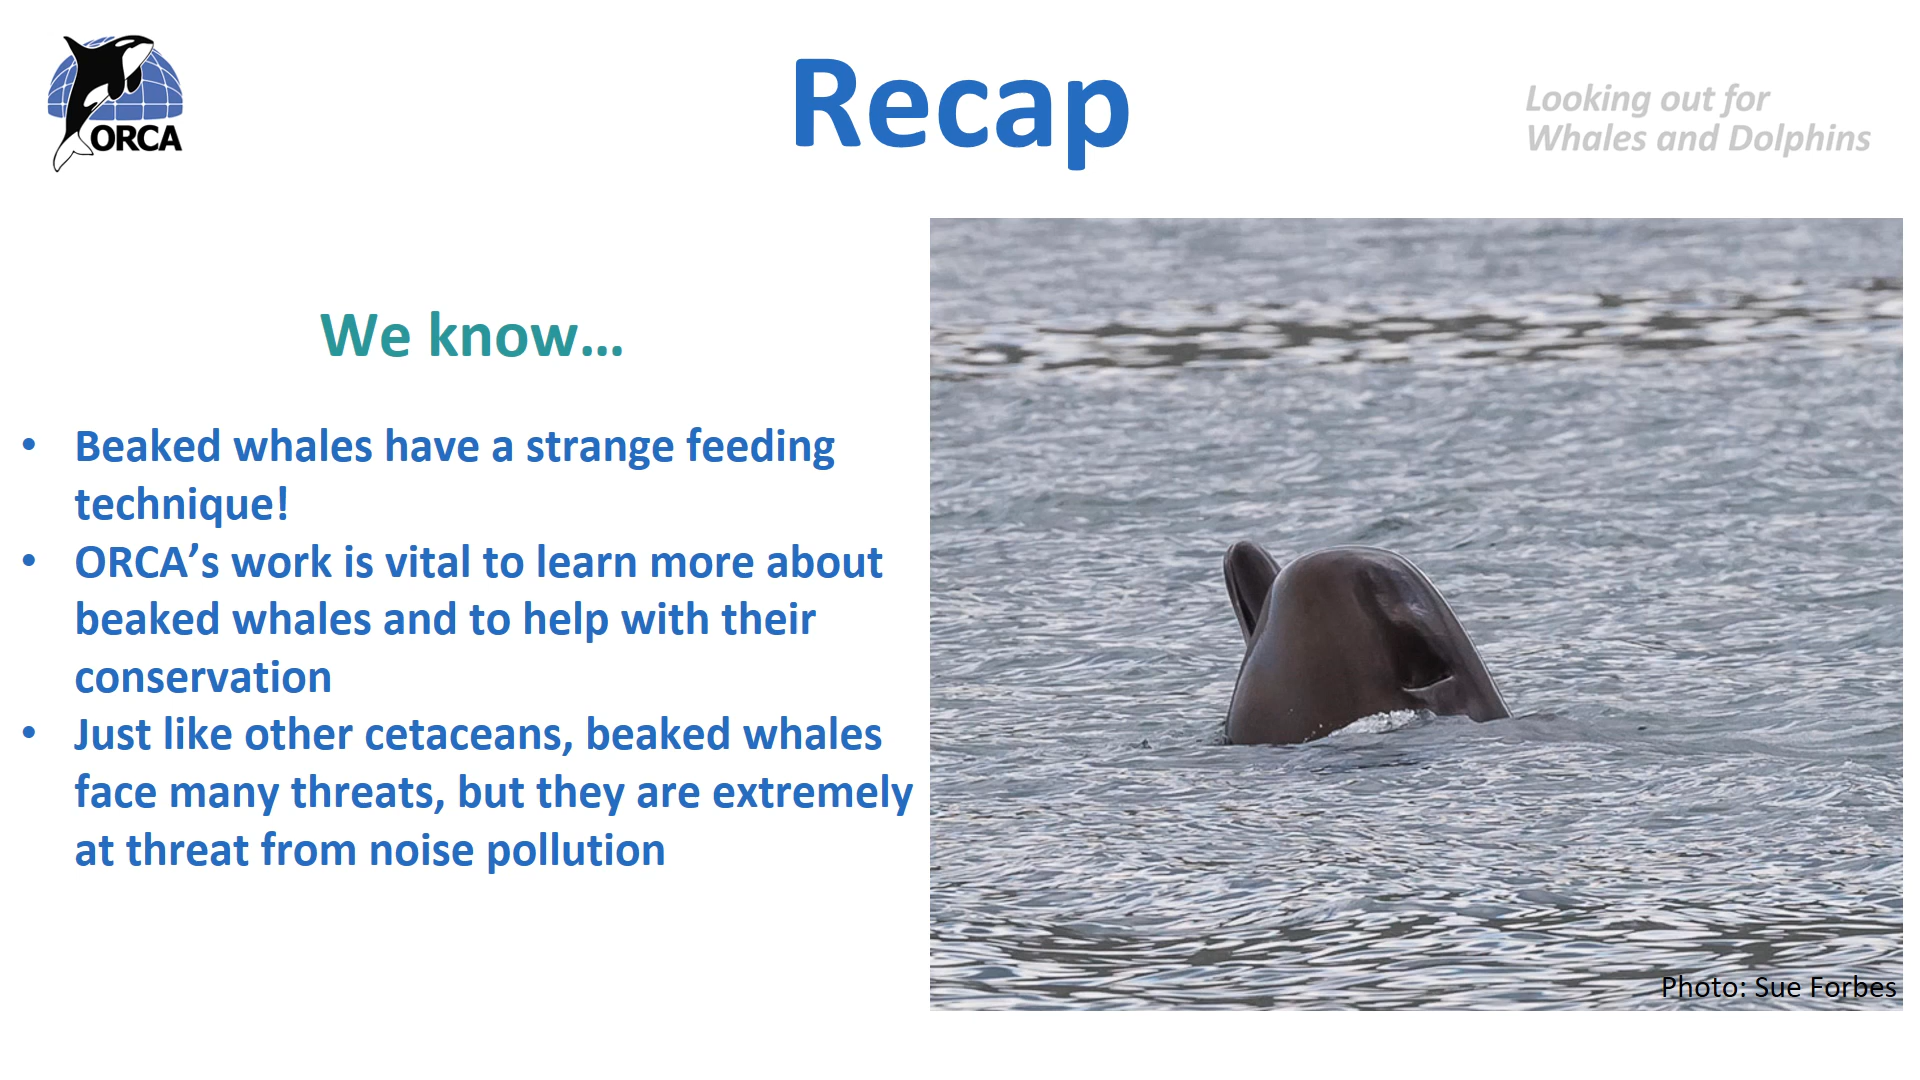 ORCA
Recap
Looking out for
Whales and Dolphins
We know…
• Beaked whales have a strange feeding
technique!
• ORCA’s work is vital to learn more about
beaked whales and to help with their
conservation
• Just like other cetaceans, beaked whales
face many threats, but they are extremely
at threat from noise pollution
Photo: Sue Forbes